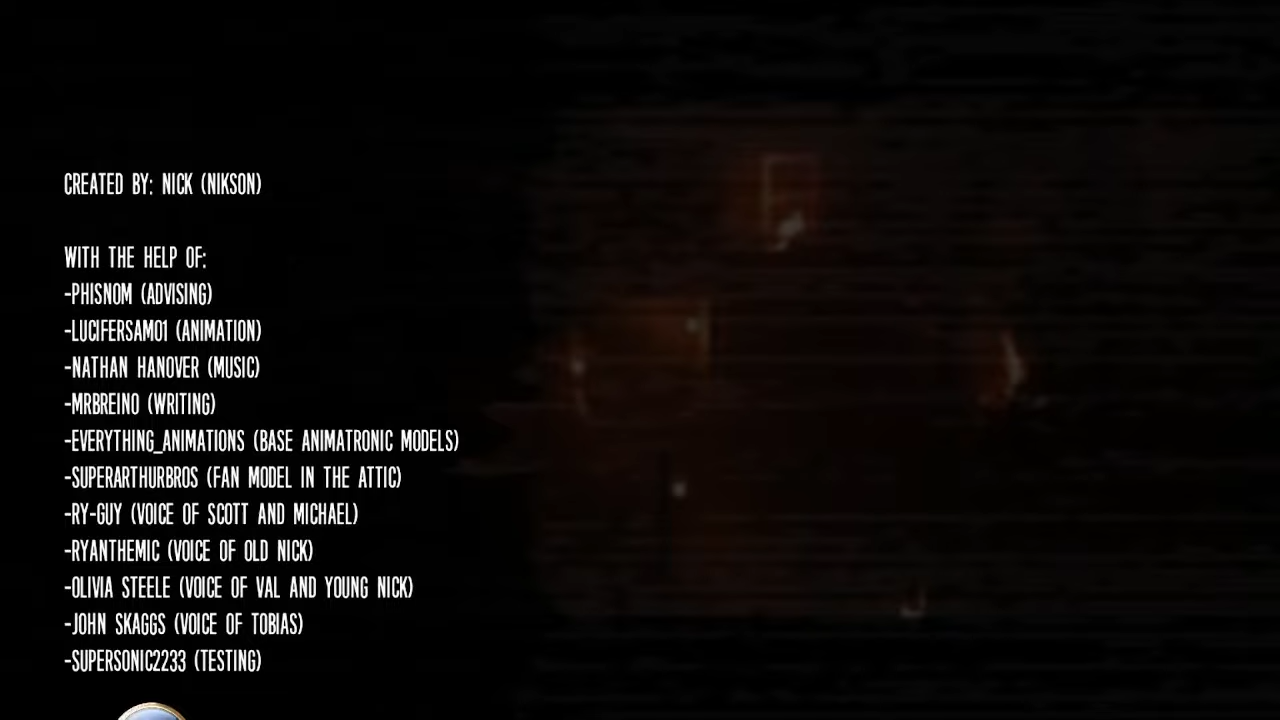 CREATED BY: NICK (NIKSON)
WITH THE HELP OF:
-PHISNOM (ADVISING)
-LUCIFERSAM01 (ANIMATION)
-NATHAN HANOVER (MUSIC)
-MRBREINO (WRITING)
-EVERYTHING_ANIMATIONS (BASE ANIMATRONIC MODELS)
-SUPERARTHURBROS (FAN MODEL IN THE ATTIC)
-RY-GUY (VOICE OF SCOTT AND MICHAEL)
-RYANTHEMIC (VOICE OF OLD NICK)
-OLIVIA STEELE (VOICE OF VAL AND YOUNG NICK)
-JOHN SKAGGS (VOICE OF TOBIAS)
-SUPERSONIC2233 (TESTING)